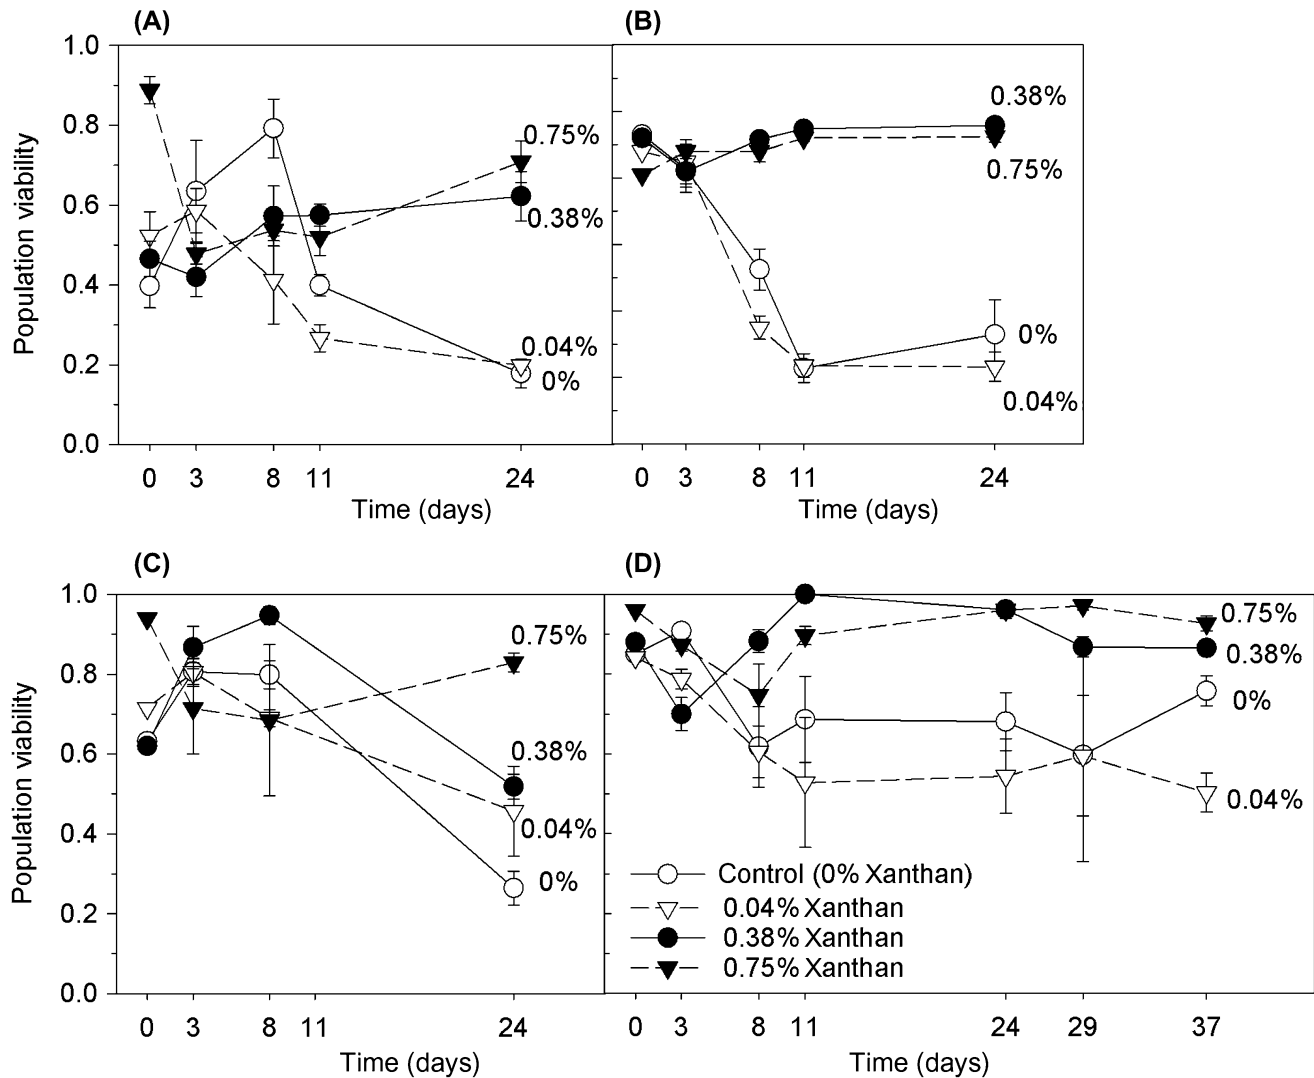 (A)
(B)
1.0
0.8
0.6
0.4
0.2
0.0
Population viability
0.75%
0.38%
0.04%
0%
0 3 8 11 24
Time (days)
0.38%
0.75%
0%
0.04%
0 3 8 11 24
Time (days)
(C)
(D)
1.0
0.8
0.6
0.4
0.2
0.0
Population viability
0.75%
0.38%
0.04%
0%
0 3 8 11 24
Time (days)
0.75%
0.38%
0%
0.04%
Control (0% Xanthan)
0.04% Xanthan
0.38% Xanthan
0.75% Xanthan
0 3 8 11 24 29 37
Time (days)